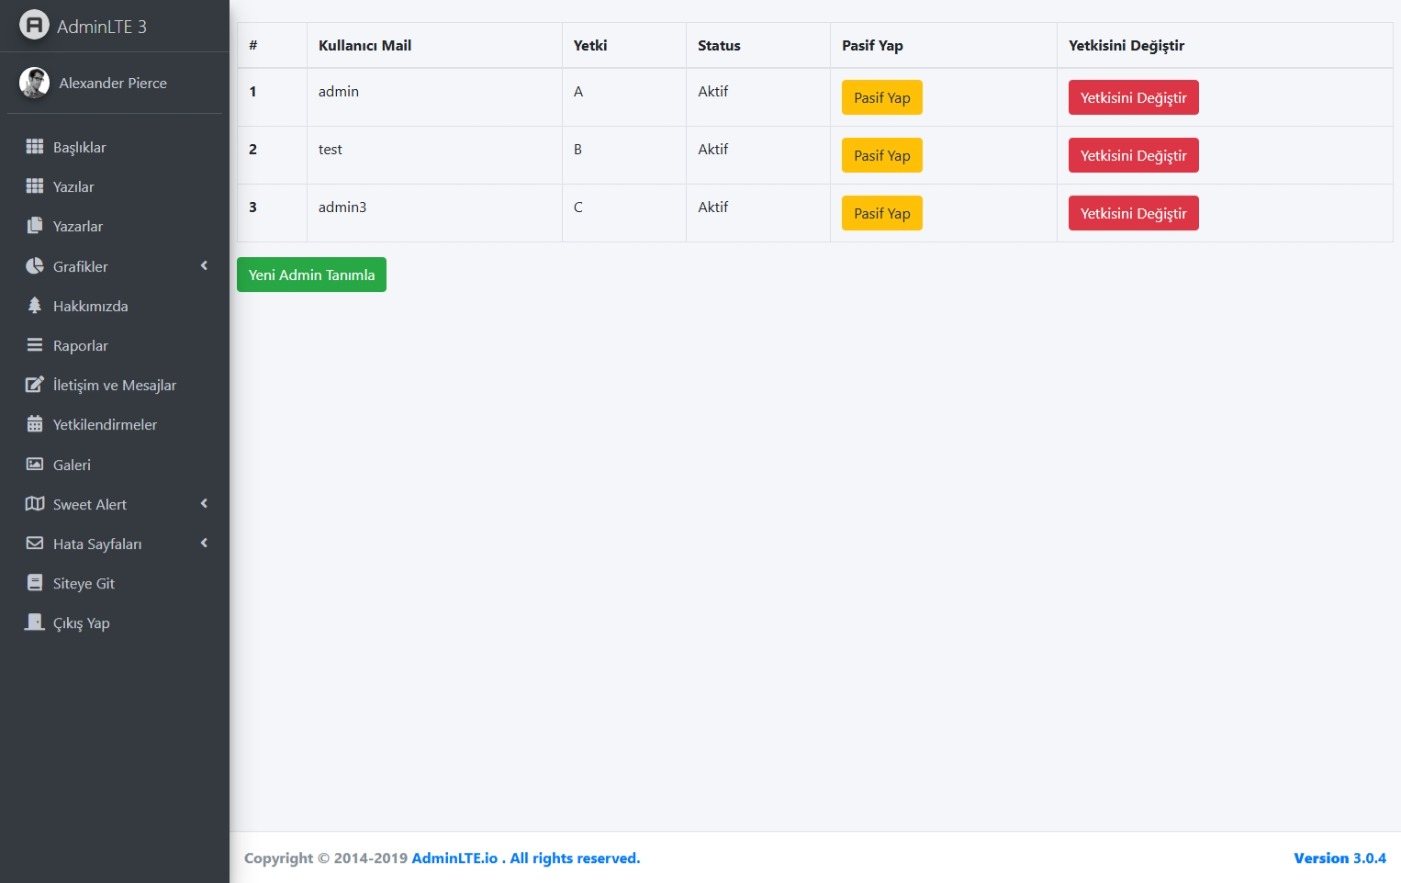 AdminLTE 3
Alexander Pierce
Başlıklar
Yazılar
Yazarlar
Grafikler
Hakkımızda
Raporlar
İletişim ve Mesajlar
Yetkilendirmeler
Galeri
Sweet Alert
Hata Sayfaları
Siteye Git
Çıkış Yap
# Kullanıcı Mail Yetki Status Pasif Yap Yetkisini Değiştir
1 admin A Aktif Pasif Yap Yetkisini Değiştir
2 test B Aktif Pasif Yap Yetkisini Değiştir
3 admin3 C Aktif Pasif Yap Yetkisini Değiştir
Yeni Admin Tanımla
Copyright © 2014-2019 AdminLTE.io . All rights reserved. Version 3.0.4